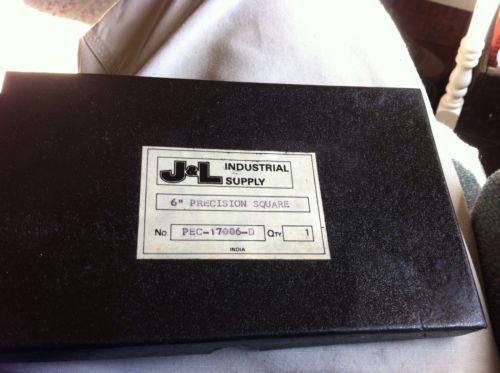 J&L INDUSTRIAL
SUPPLY
6" PRECISION SQUARE
No. PEC-17006-D QTY. 1
INDIA